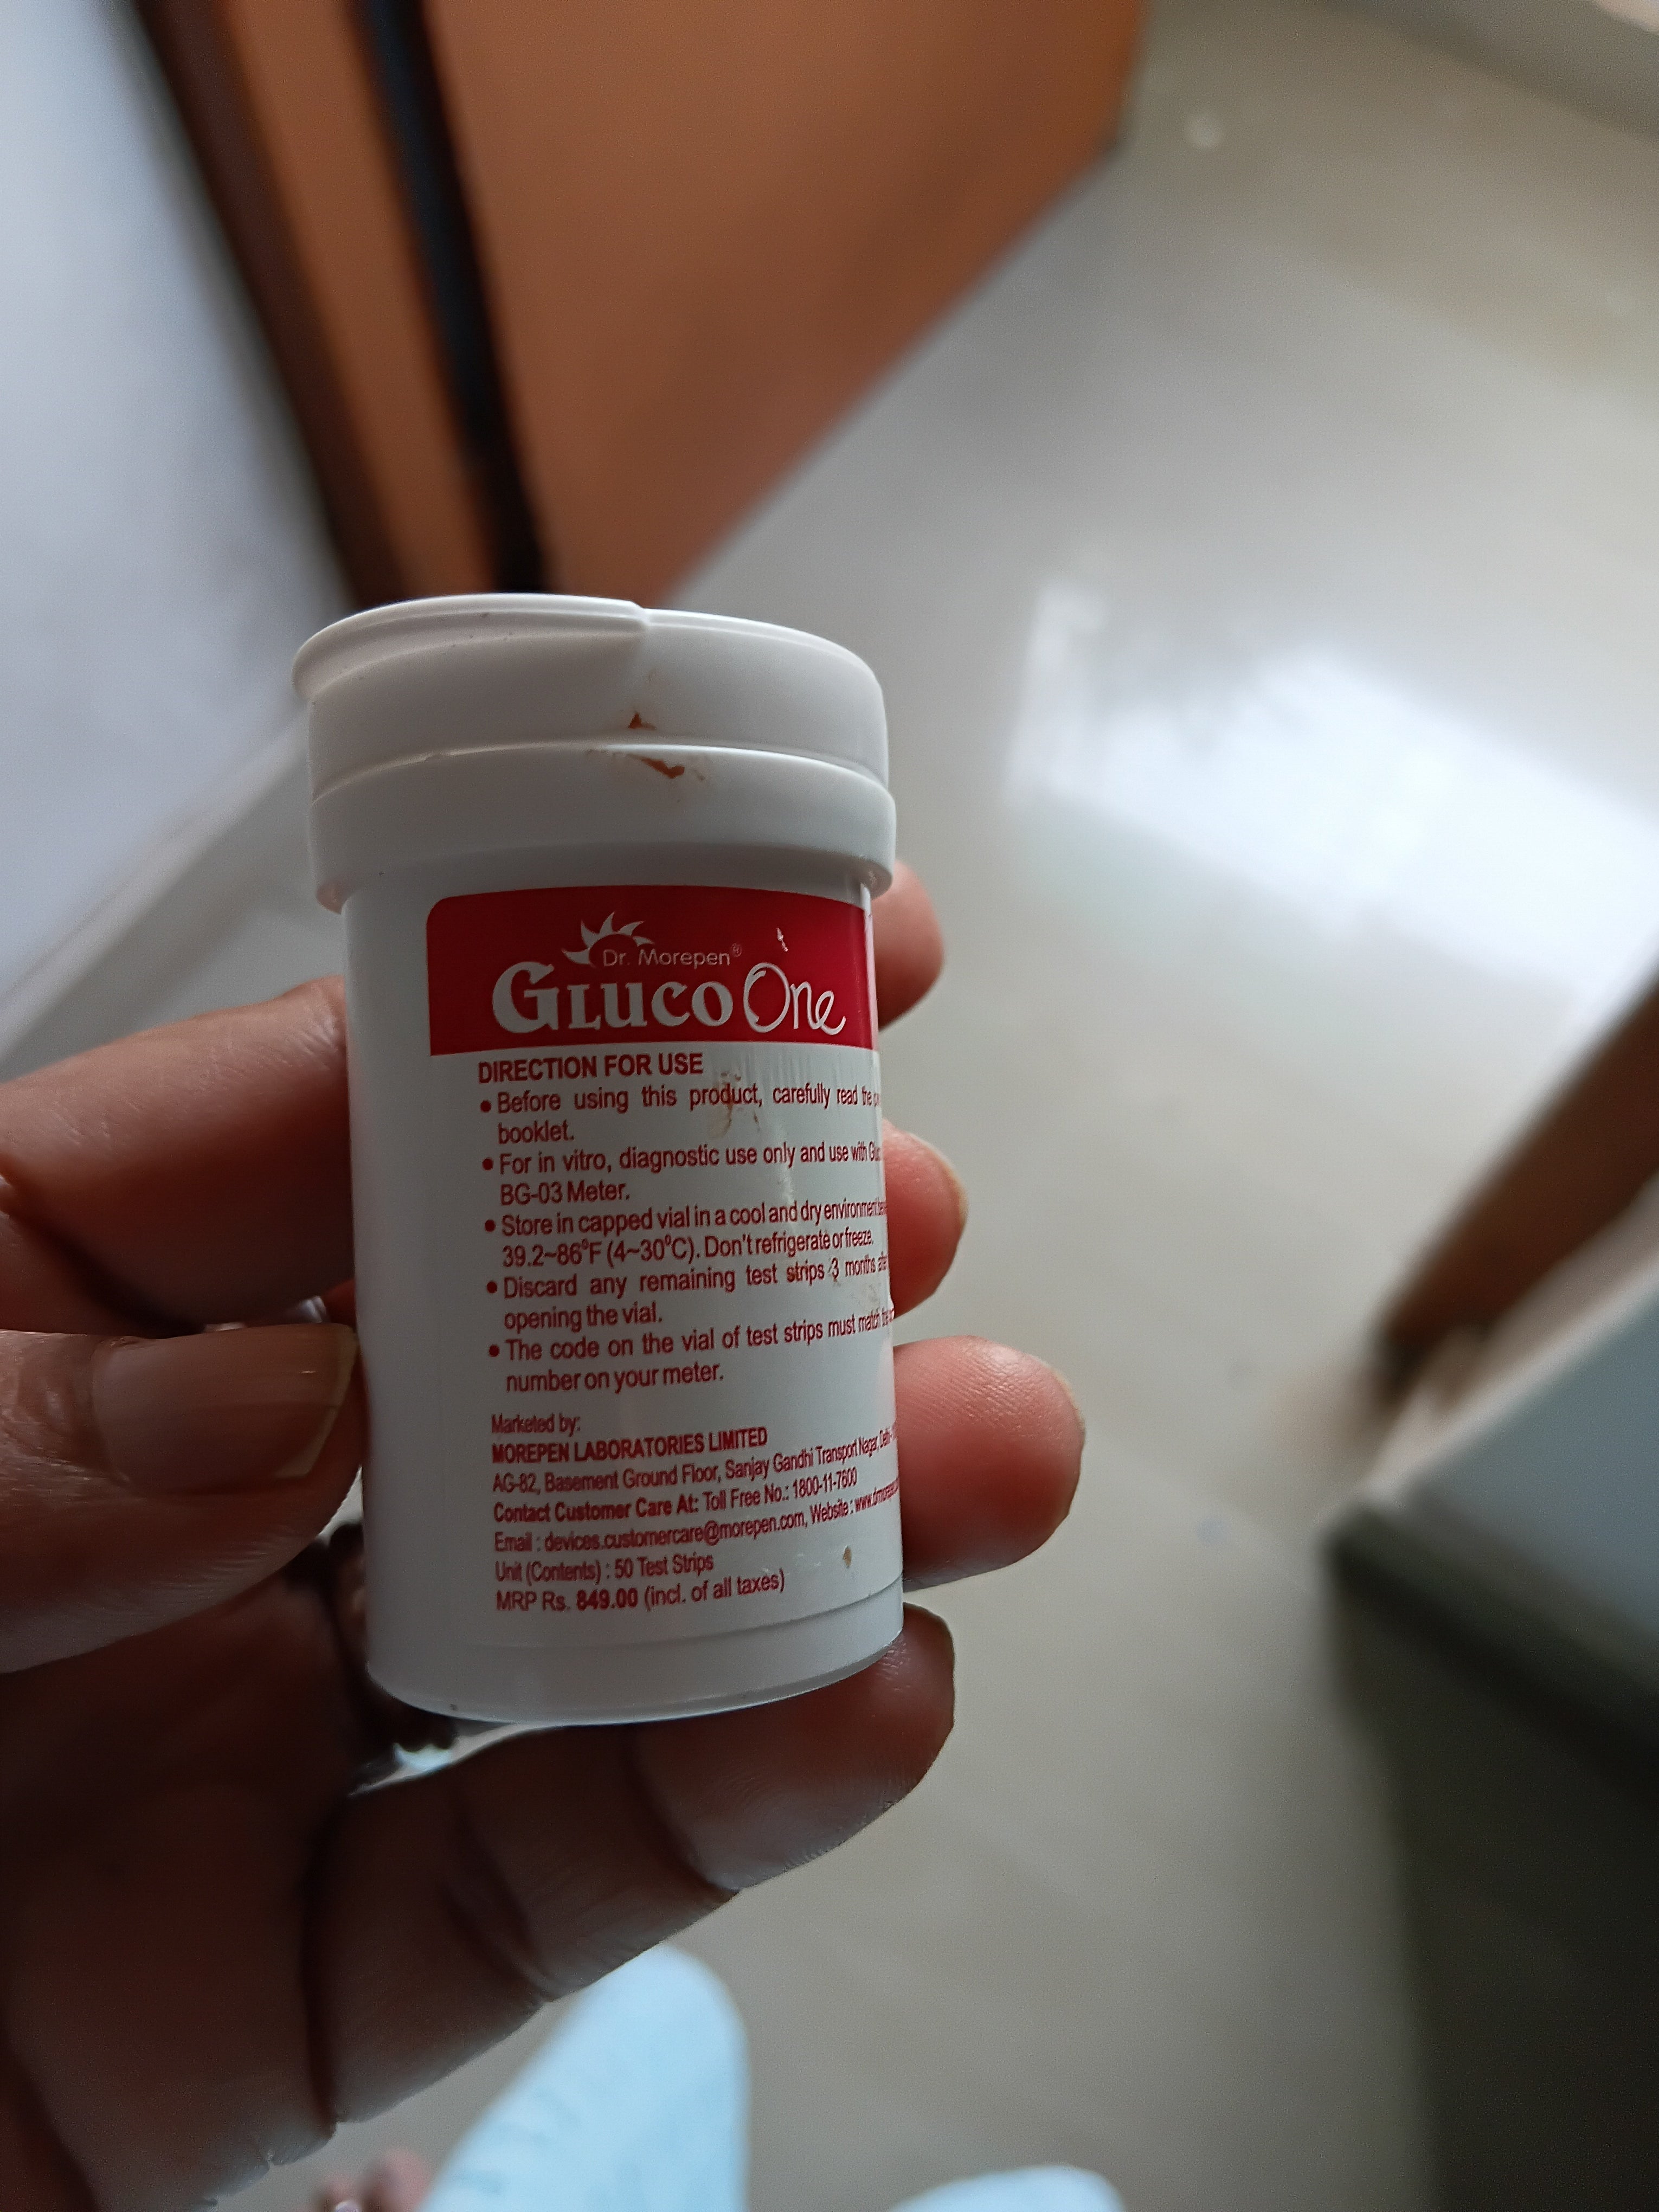 Dr. Morepen®
GLUCO One
DIRECTION FOR USE
• Before using this product, carefully read the
booklet.
• For in vitro, diagnostic use only and use with
BG-03 Meter.
• Store in capped vial in a cool and dry environment
39.2~86°F (4~30°C). Don't refrigerate or freeze.
• Discard any remaining test strips 3 months
opening the vial.
• The code on the vial of test strips must match
number on your meter.
Marketed by:
MOREPEN LABORATORIES LIMITED
AG-82, Basement Ground Floor, Sanjay Gandhi Transport Nagar,
Contact Customer Care At: Toll Free No.: 1800-11-7600
Email : devices.customercare@morepen.com, Website :
Unit (Contents) : 50 Test Strips
MRP Rs. 849.00 (incl. of all taxes)